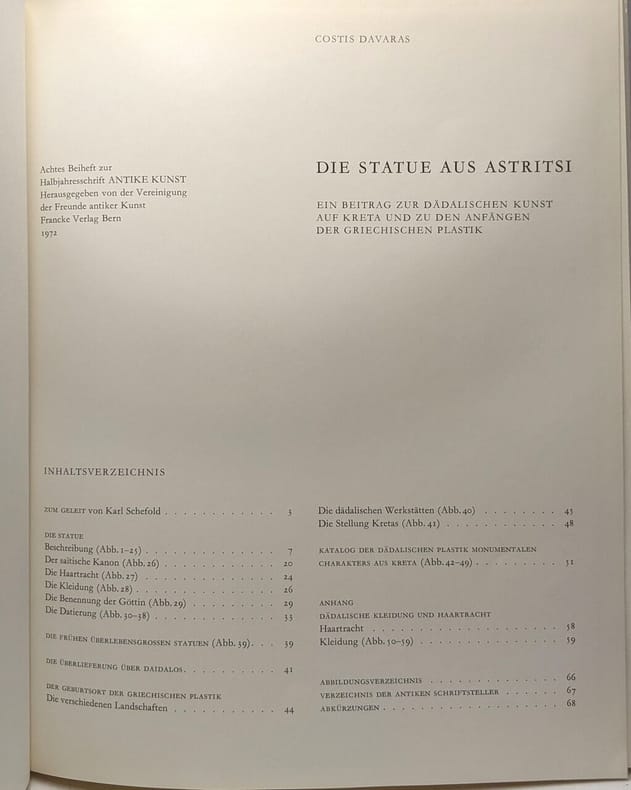 COSTIS DAVARAS
Achtes Beiheft zur
Halbjahresschrift ANTIKE KUNST
Herausgegeben von der Vereinigung
der Freunde antiker Kunst
Francke Verlag Bern
1972
DIE STATUE AUS ASTRITSI
EIN BEITRAG ZUR DÄDALISCHEN KUNST
AUF KRETA UND ZU DEN ANFÄNGEN
DER GRIECHISCHEN PLASTIK
INHALTSVERZEICHNIS
ZUM GELEIT von Karl Schefold . . . . . . . . . . . . 5
DIE STATUE
Beschreibung (Abb. 1–25) . . . . . . . . . . . . 7
Der saïtische Kanon (Abb. 26) . . . . . . . . . . 20
Die Haartracht (Abb. 27) . . . . . . . . . . . . 24
Die Kleidung (Abb. 28) . . . . . . . . . . . . 26
Die Benennung der Göttin (Abb. 29) . . . . . . . . 29
Die Datierung (Abb. 30–38) . . . . . . . . . . . 33
DIE FRÜHEN ÜBERLEBENSGROSSEN STATUEN (Abb. 39) . . . 39
DIE ÜBERLIEFERUNG ÜBER DAIDALOS . . . . . . . . . 41
DER GEBURTSORT DER GRIECHISCHEN PLASTIK
Die verschiedenen Landschaften . . . . . . . . . . 44
Die dädalischen Werkstätten (Abb. 40) . . . . . . . . 45
Die Stellung Kretas (Abb. 41) . . . . . . . . . . . 48
KATALOG DER DÄDALISCHEN PLASTIK MONUMENTALEN
CHARAKTERS AUS KRETA (Abb. 42–49) . . . . . . . . . 51
ANHANG
DÄDALISCHE KLEIDUNG UND HAARTRACHT
Haartracht . . . . . . . . . . . . . . . . . 58
Kleidung (Abb. 50–59) . . . . . . . . . . . . . 59
ABBILDUNGSVERZEICHNIS . . . . . . . . . . . . 66
VERZEICHNIS DER ANTIKEN SCHRIFTSTELLER . . . . . . 67
ABKÜRZUNGEN . . . . . . . . . . . . . . . . 68